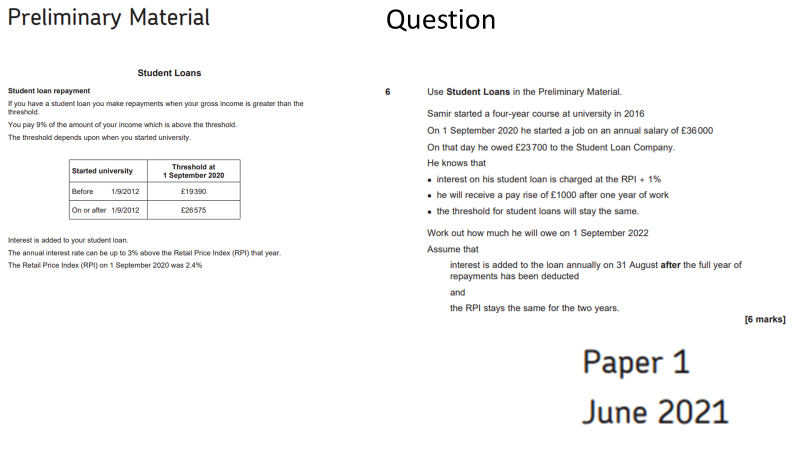 Preliminary Material
Student Loans
Student loan repayment
If you have a student loan you make repayments when your gross income is greater than the
threshold.
You pay 9% of the amount of your income which is above the threshold.
The threshold depends upon when you started university.
Started university
Threshold at
1 September 2020
Before 1/9/2012 £19390
On or after 1/9/2012 £26575
Interest is added to your student loan.
The annual interest rate can be up to 3% above the Retail Price Index (RPI) that year.
The Retail Price Index (RPI) on 1 September 2020 was 2.4%
Question
6 Use Student Loans in the Preliminary Material.
Samir started a four-year course at university in 2016
On 1 September 2020 he started a job on an annual salary of £36000
On that day he owed £23700 to the Student Loan Company.
He knows that
• interest on his student loan is charged at the RPI + 1%
• he will receive a pay rise of £1000 after one year of work
• the threshold for student loans will stay the same.
Work out how much he will owe on 1 September 2022
Assume that
interest is added to the loan annually on 31 August after the full year of
repayments has been deducted
and
the RPI stays the same for the two years.
[6 marks]
Paper 1
June 2021